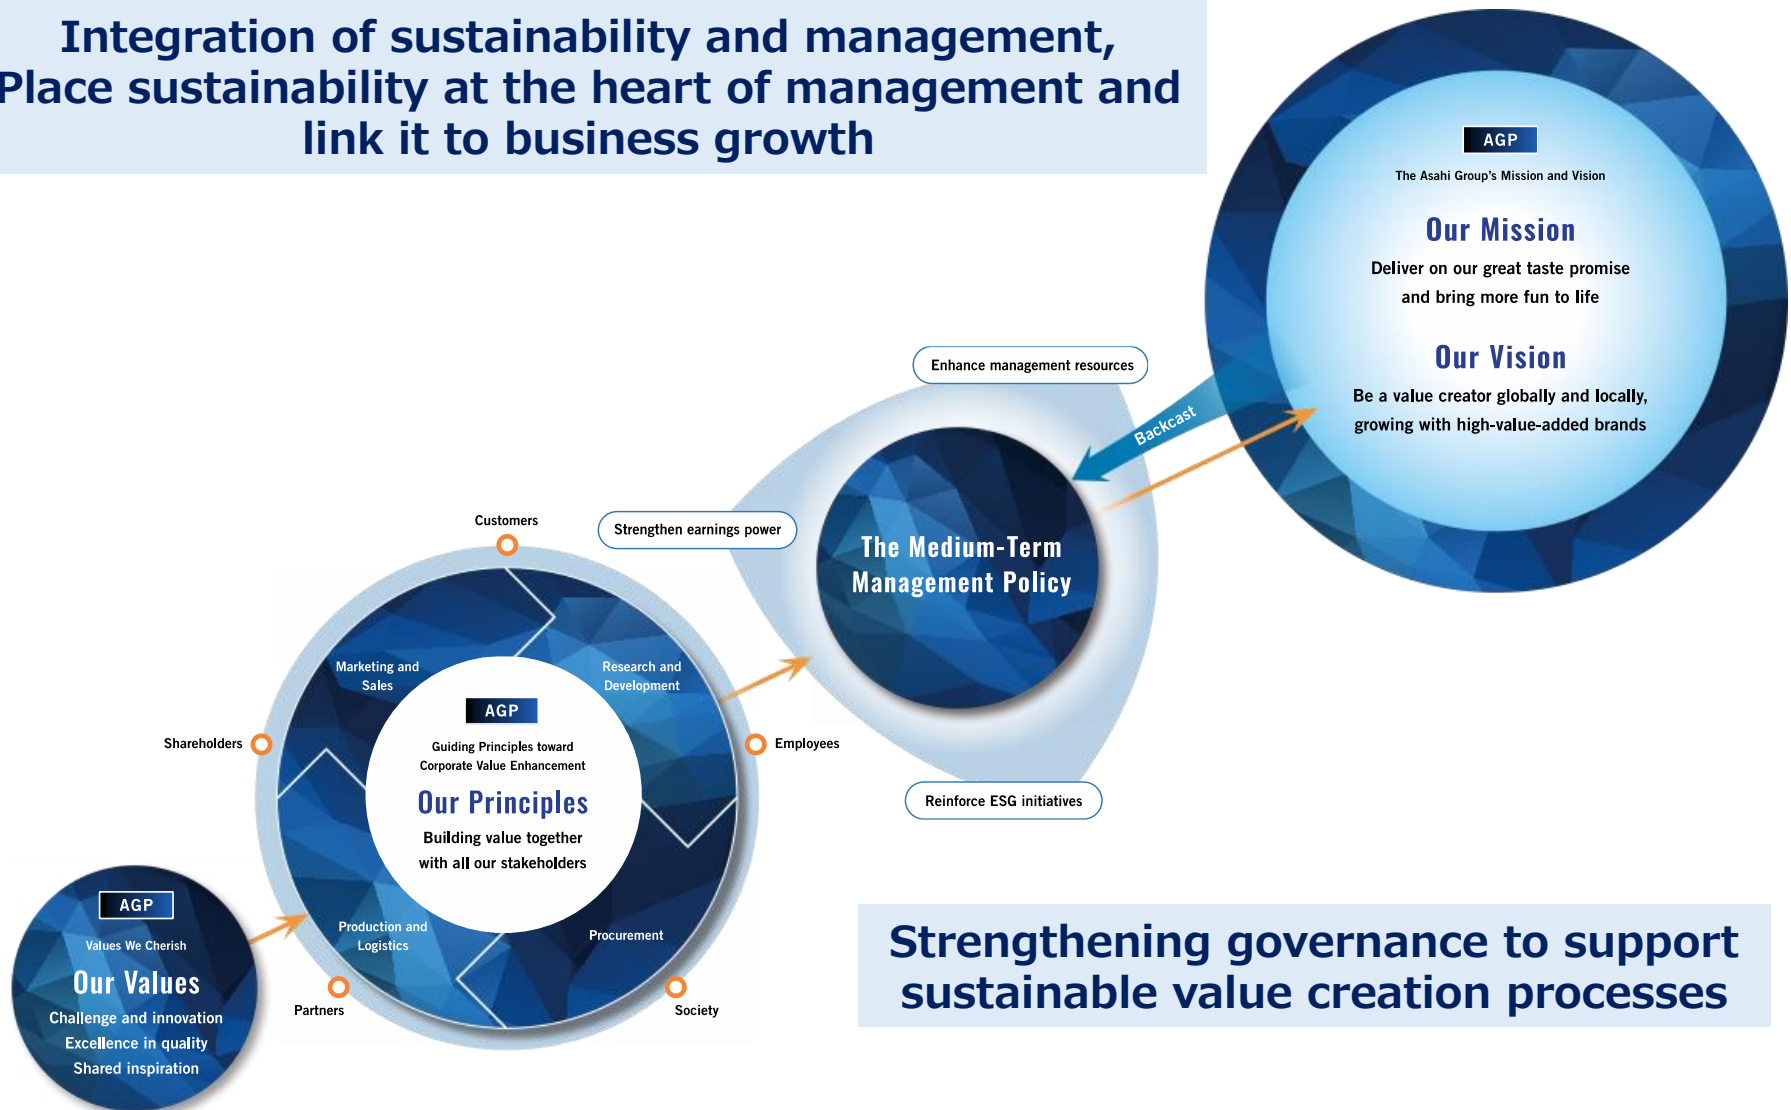 Integration of sustainability and management,
Place sustainability at the heart of management and
link it to business growth
AGP
The Asahi Group's Mission and Vision
Our Mission
Deliver on our great taste promise
and bring more fun to life
Our Vision
Be a value creator globally and locally,
growing with high-value-added brands
Enhance management resources
Backcast
Strengthen earnings power
The Medium-Term
Management Policy
Reinforce ESG initiatives
Customers
Shareholders
Employees
Partners
Society
Marketing and
Sales
Research and
Development
Production and
Logistics
Procurement
AGP
Guiding Principles toward
Corporate Value Enhancement
Our Principles
Building value together
with all our stakeholders
AGP
Values We Cherish
Our Values
Challenge and innovation
Excellence in quality
Shared inspiration
Strengthening governance to support
sustainable value creation processes